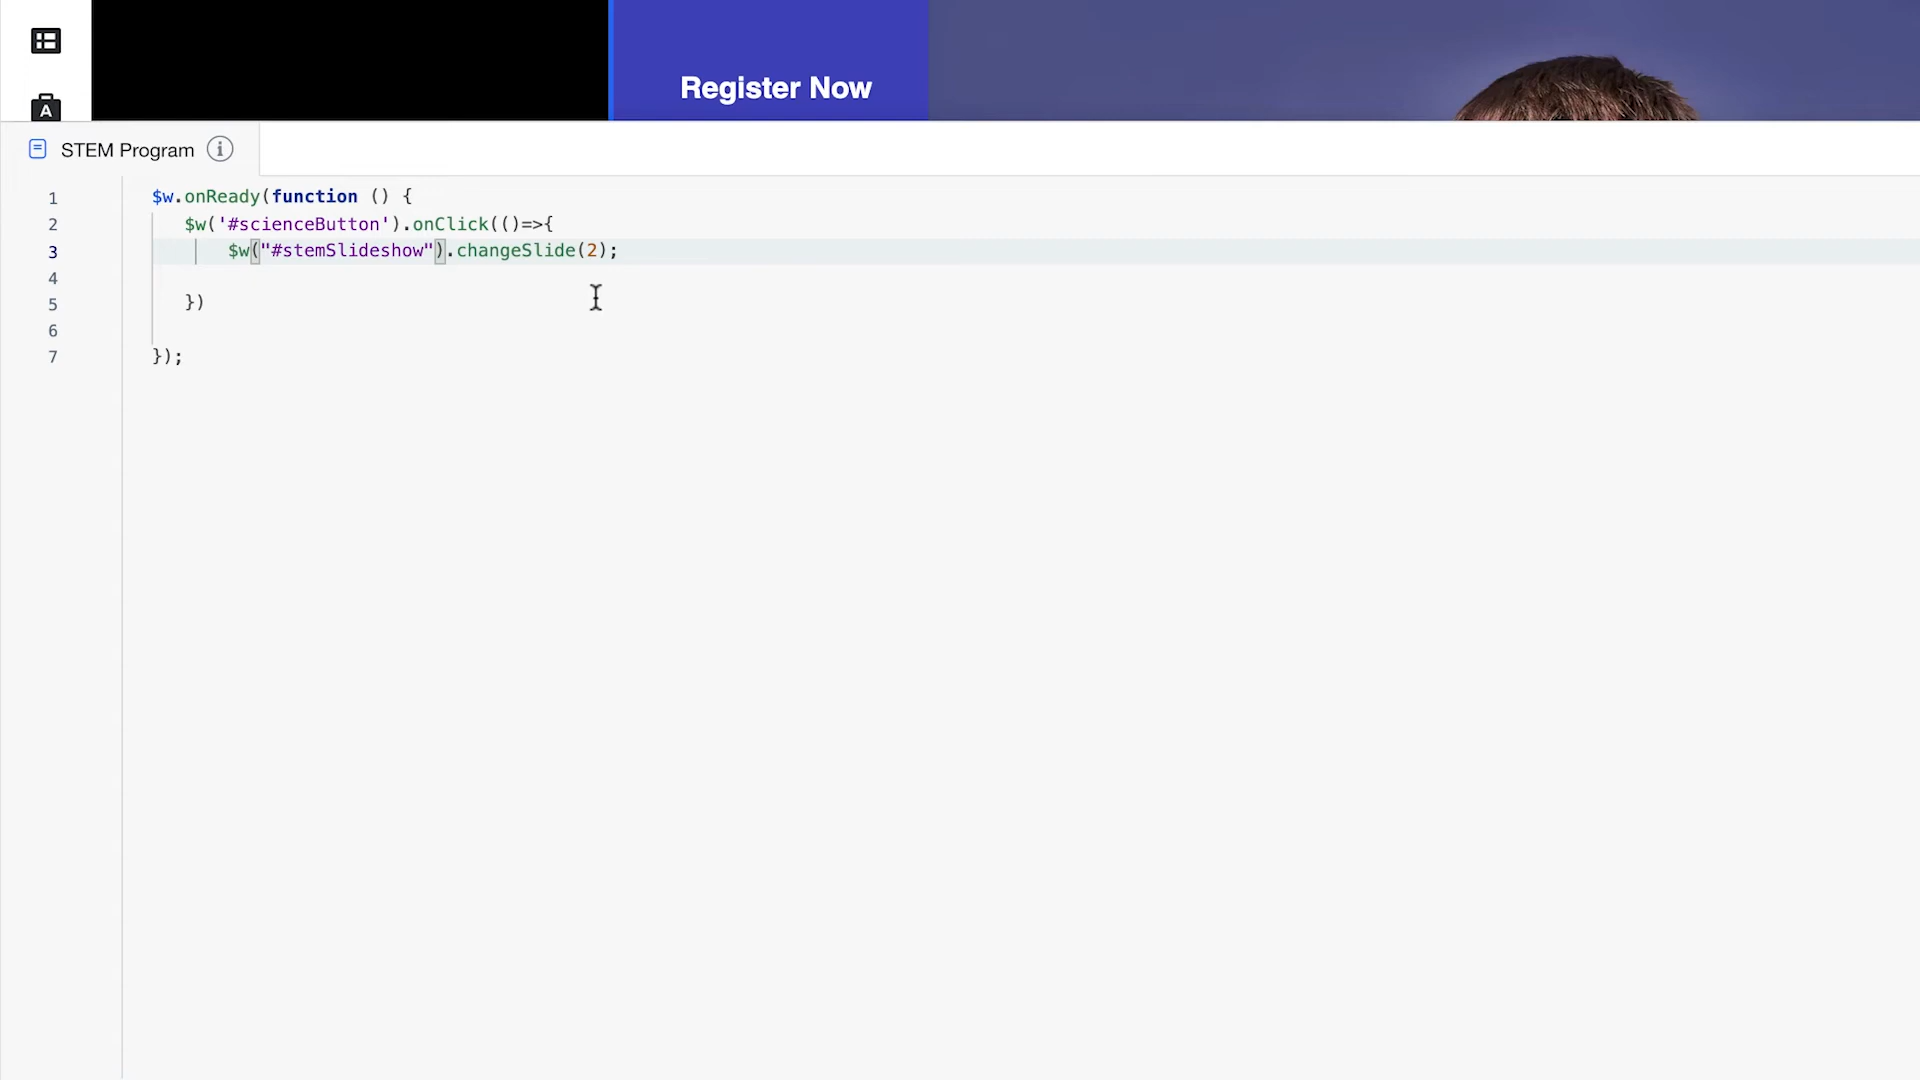 Register Now
A
STEM Program i
1 $w.onReady(function () {
2 $w('#scienceButton').onClick(()=>{
3 $w("#stemSlideshow").changeSlide(2);
4
5 })
6
7 });